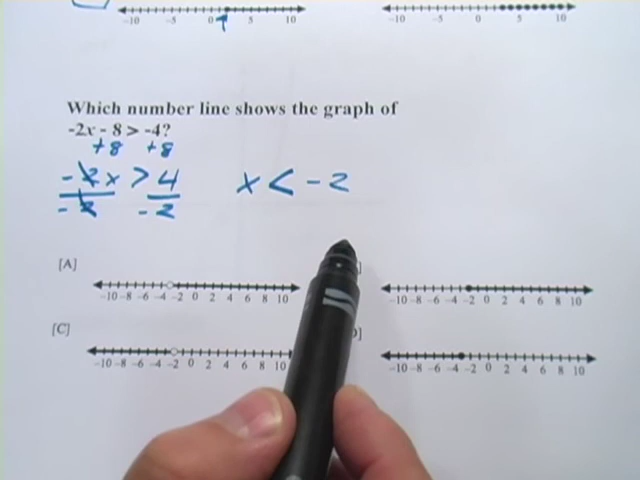 -10 -5 0 5 10
-10 -5 0 5 10
Which number line shows the graph of
-2x - 8 > -4?
+8 +8
-2x > 4 x < -2
-2 -2
[A] ]
-10 -8 -6 -4 -2 0 2 4 6 8 10
-10 -8 -6 -4 -2 0 2 4 6 8 10
[C] D]
-10 -8 -6 -4 -2 0 2 4 6 8 10
-10 -8 -6 -4 -2 0 2 4 6 8 10